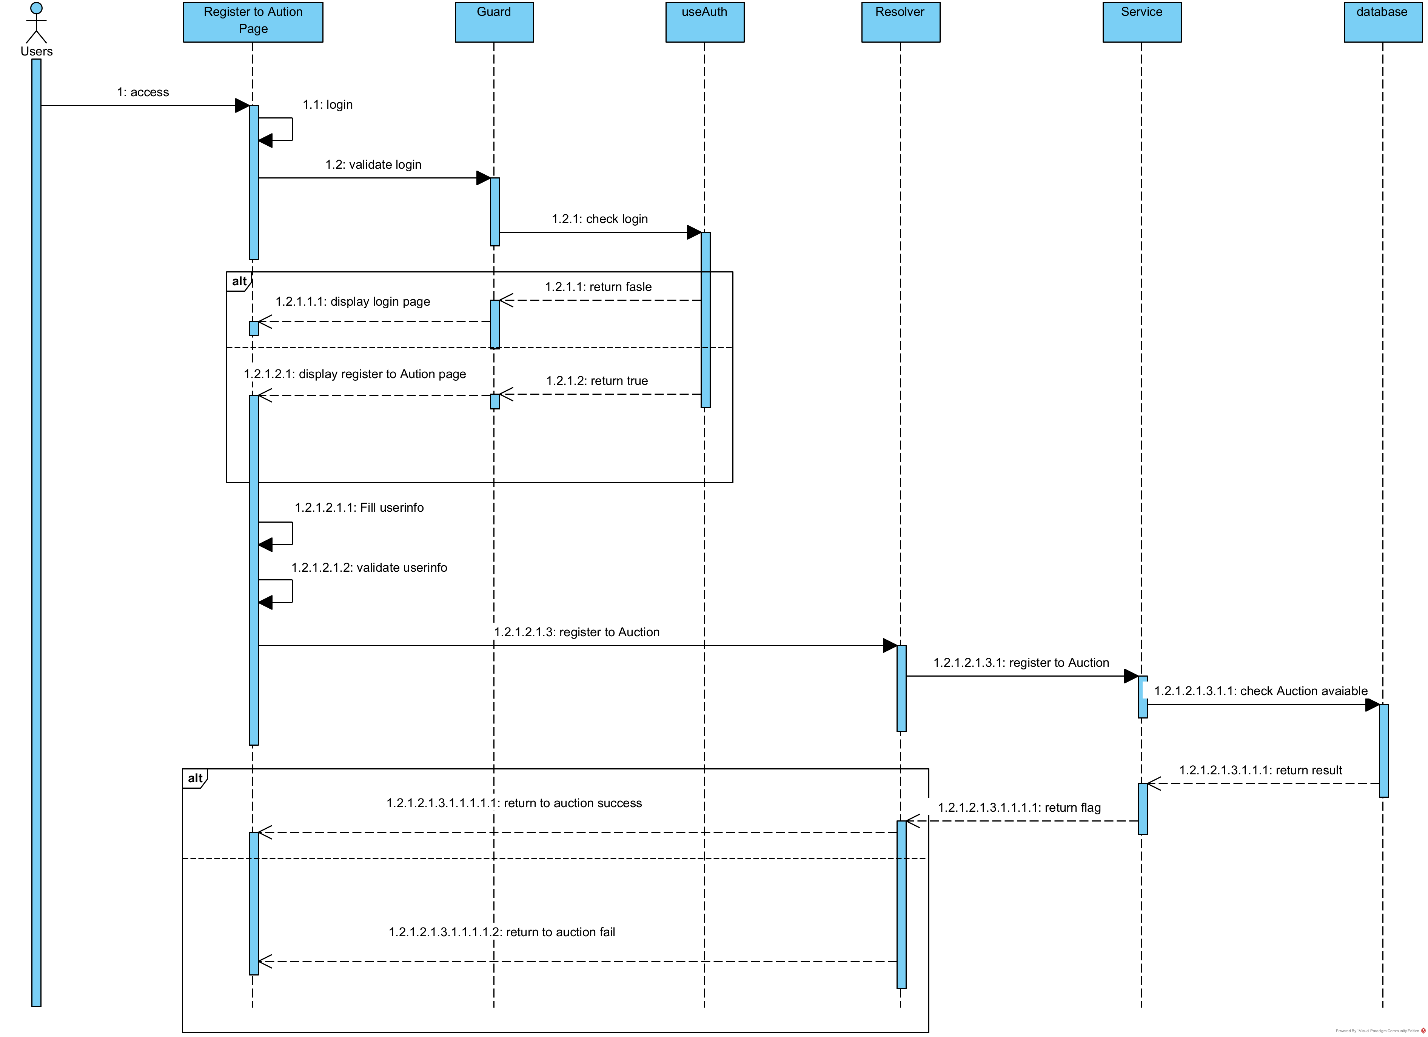 Register to Aution
Page
Guard
useAuth
Resolver
Service
database
Users
1: access
1.1: login
1.2: validate login
1.2.1: check login
alt
1.2.1.1: return fasle
1.2.1.1.1: display login page
1.2.1.2.1: display register to Aution page
1.2.1.2: return true
1.2.1.2.1.1: Fill userinfo
1.2.1.2.1.2: validate userinfo
1.2.1.2.1.3: register to Auction
1.2.1.2.1.3.1: register to Auction
1.2.1.2.1.3.1.1: check Auction avaiable
alt
1.2.1.2.1.3.1.1.1: return result
1.2.1.2.1.3.1.1.1.1.1: return to auction success
1.2.1.2.1.3.1.1.1.1: return flag
1.2.1.2.1.3.1.1.1.1.2: return to auction fail
Powered By: Visual Paradigm Community Edition